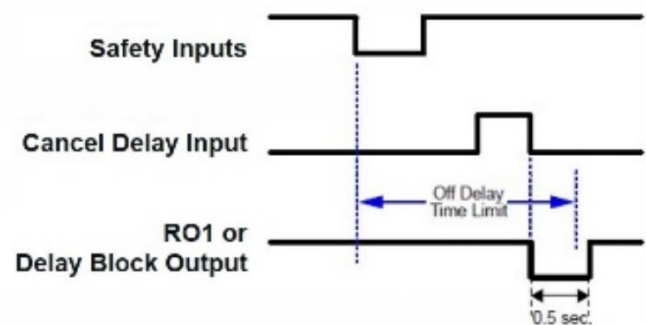 Safety Inputs
Cancel Delay Input
Off Delay
Time Limit
RO1 or
Delay Block Output
0.5 sec.